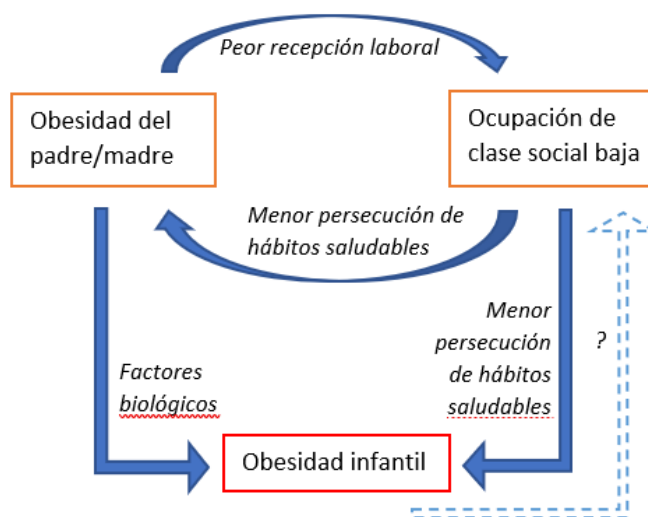 Peor recepción laboral
Obesidad del
padre/madre
Ocupación de
clase social baja
Menor persecución de
hábitos saludables
Menor
persecución
de hábitos
saludables
?
Factores
biológicos
Obesidad infantil